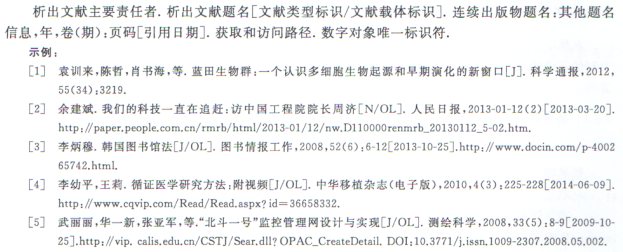 析出文献主要责任者. 析出文献题名[文献类型标识/文献载体标识]. 连续出版物题名:其他题名
信息,年,卷(期):页码[引用日期]. 获取和访问路径. 数字对象唯一标识符.
示例:
[1] 袁训来,陈哲,肖书海,等. 蓝田生物群:一个认识多细胞生物起源和早期演化的新窗口[J]. 科学通报,2012,
55(34):3219.
[2] 余建斌. 我们的科技一直在追赶:访中国工程院院长周济[N/OL]. 人民日报,2013-01-12(2)[2013-03-20].
http://paper.people.com.cn/rmrb/html/2013-01/12/nw.D110000renmrb_20130112_5-02.htm.
[3] 李炳穆. 韩国图书馆法[J/OL]. 图书情报工作,2008,52(6):6-12[2013-10-25].http://www.docin.com/p-4002
65742.html.
[4] 李幼平,王莉. 循证医学研究方法:附视频[J/OL]. 中华移植杂志(电子版),2010,4(3):225-228[2014-06-09].
http://www.cqvip.com/Read/Read.aspx?id=36658332.
[5] 武丽丽,华一新,张亚军,等.“北斗一号”监控管理网设计与实现[J/OL]. 测绘科学,2008,33(5):8-9[2009-10-
25].http://vip. calis.edu.cn/CSTJ/Sear.dll? OPAC_CreateDetail. DOI:10.3771/j.issn.1009-2307.2008.05.002.